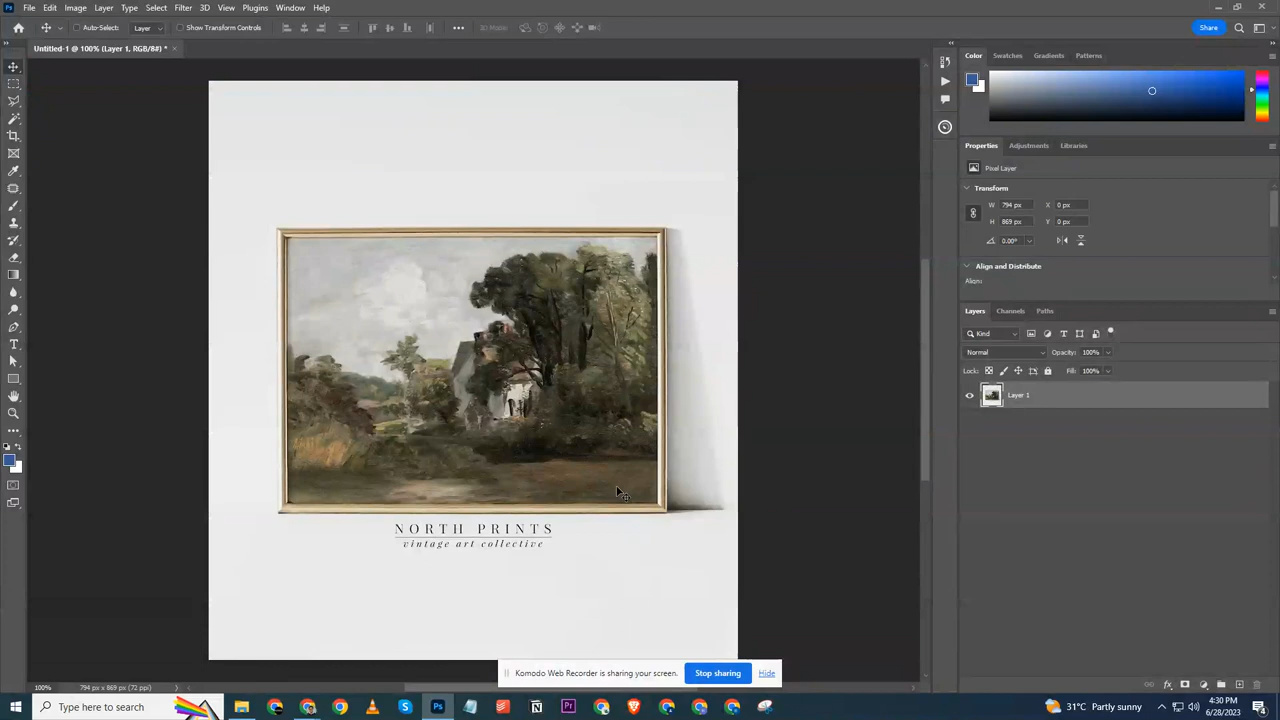 File Edit Image Layer Type Select Filter 3D View Plugins Window Help
Auto-Select: Layer Show Transform Controls 3D Mode: Share
Untitled-1 @ 100% (Layer 1, RGB/8#) *
Color Swatches Gradients Patterns
Properties Adjustments Libraries
Pixel Layer
Transform
W 794 px X 0 px
H 869 px Y 0 px
0.00°
Align and Distribute
Align:
Layers Channels Paths
Kind
Normal Opacity: 100%
Lock: Fill: 100%
Layer 1
NORTH PRINTS
vintage art collective
Komodo Web Recorder is sharing your screen. Stop sharing Hide
100% 794 px x 869 px (72 ppi)
Type here to search
31°C Partly sunny
4:30 PM
6/28/2023